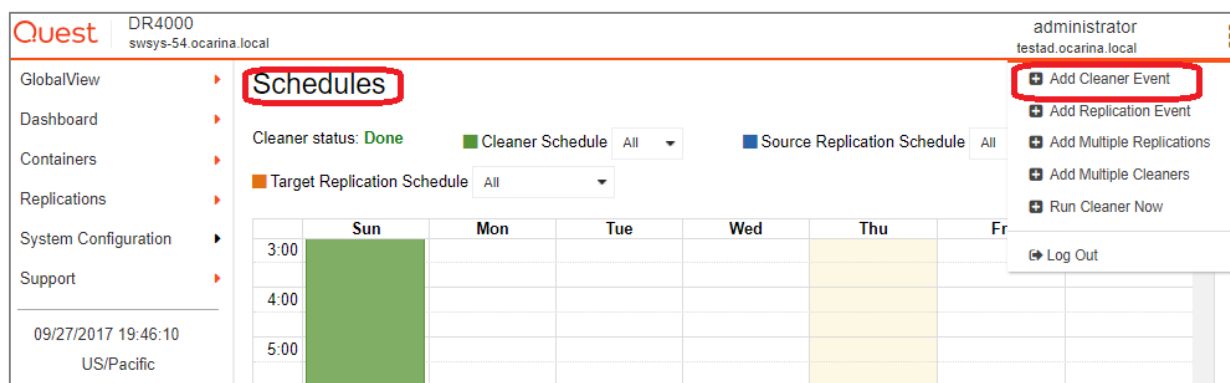 Quest
DR4000
swsys-54.ocarina.local
administrator
testad.ocarina.local
GlobalView
Dashboard
Containers
Replications
System Configuration
Support
09/27/2017 19:46:10
US/Pacific
Schedules
Cleaner status: Done
Cleaner Schedule All
Source Replication Schedule All
Target Replication Schedule All
Sun Mon Tue Wed Thu
3:00
4:00
5:00
Add Cleaner Event
Add Replication Event
Add Multiple Replications
Add Multiple Cleaners
Run Cleaner Now
Log Out